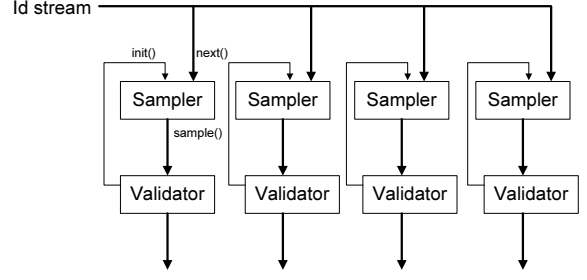 Id stream
init() next()
Sampler Sampler Sampler Sampler
sample()
Validator Validator Validator Validator